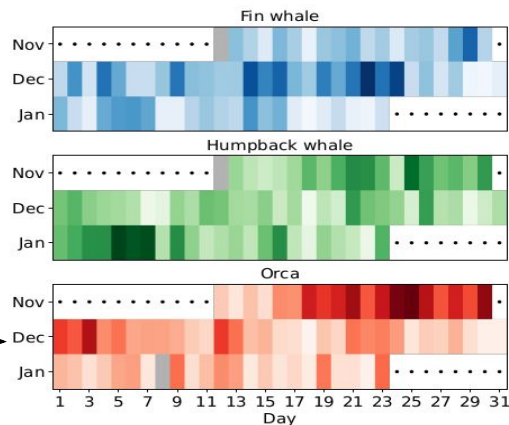 Fin whale
Nov
Dec
Jan
Humpback whale
Nov
Dec
Jan
Orca
Nov
Dec
Jan
1 3 5 7 9 11 13 15 17 19 21 23 25 27 29 31
Day